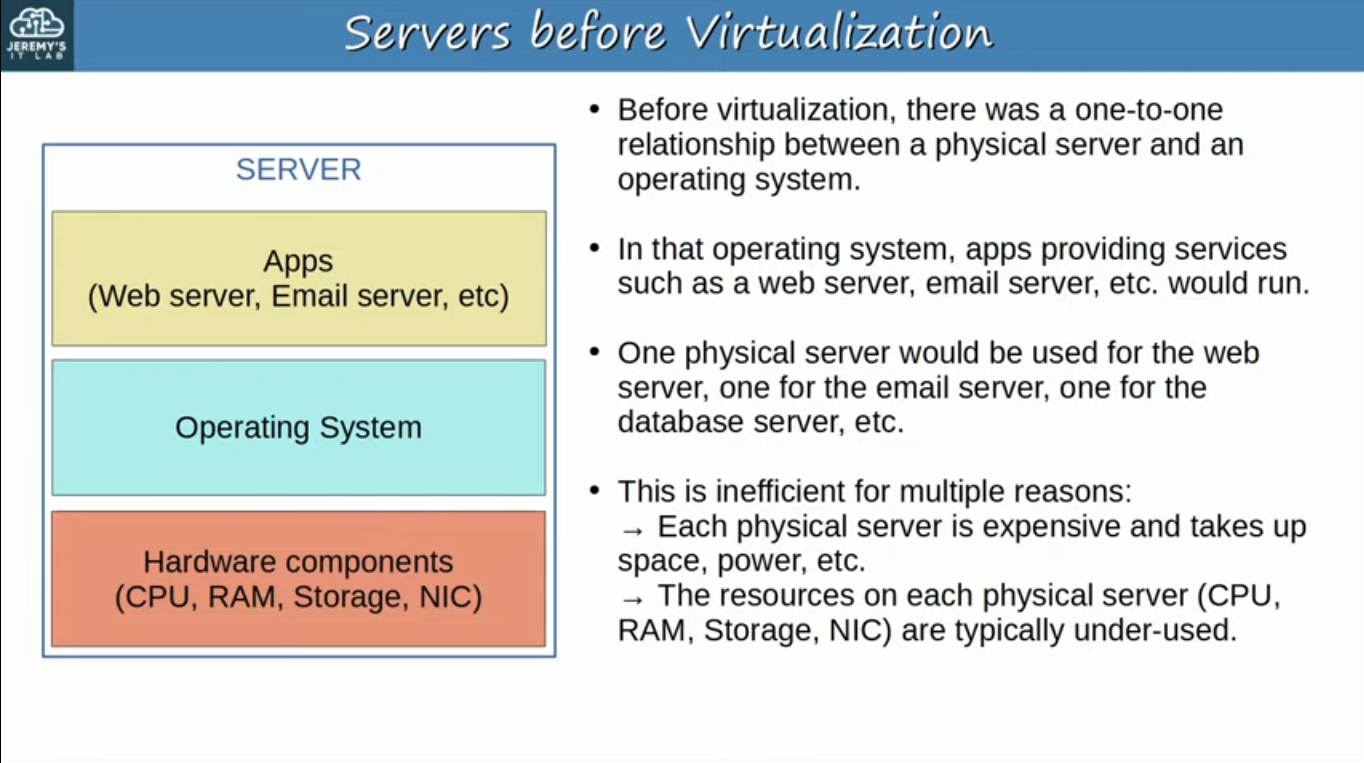 JEREMY'S
IT LAB
Servers before Virtualization
SERVER
Apps
(Web server, Email server, etc)
Operating System
Hardware components
(CPU, RAM, Storage, NIC)
• Before virtualization, there was a one-to-one
relationship between a physical server and an
operating system.
• In that operating system, apps providing services
such as a web server, email server, etc. would run.
• One physical server would be used for the web
server, one for the email server, one for the
database server, etc.
• This is inefficient for multiple reasons:
→ Each physical server is expensive and takes up
space, power, etc.
→ The resources on each physical server (CPU,
RAM, Storage, NIC) are typically under-used.